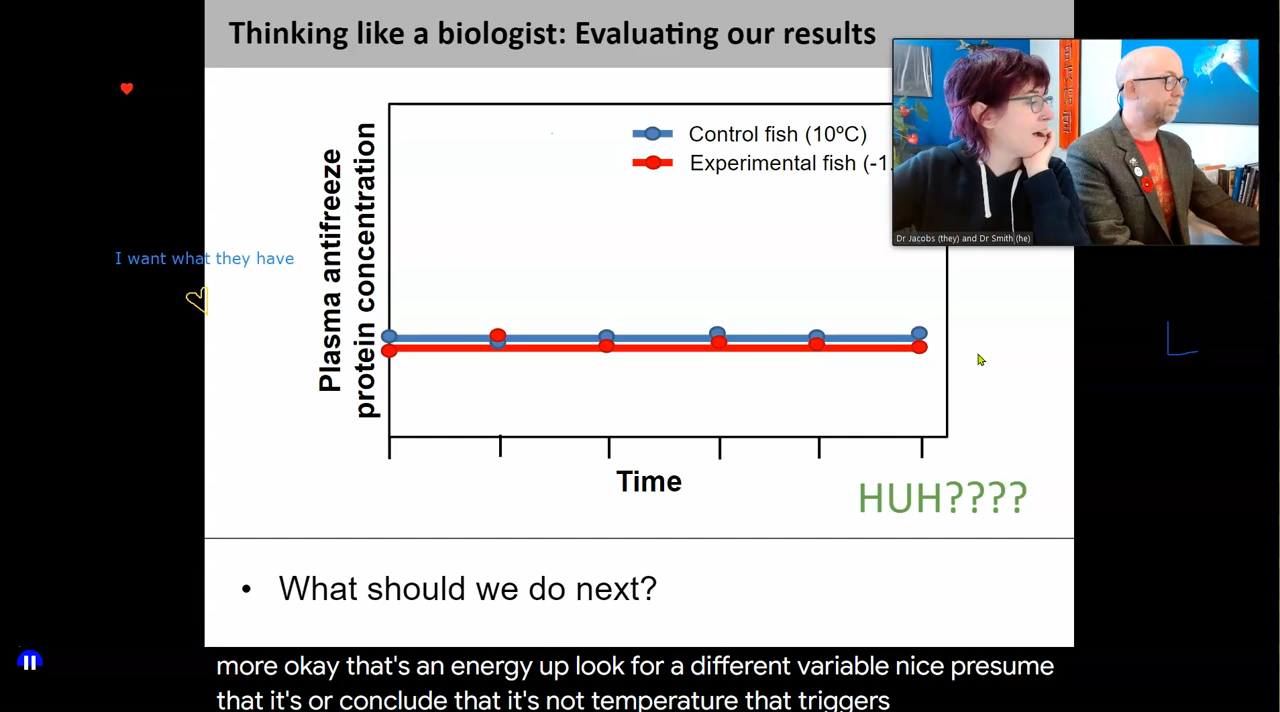 Thinking like a biologist: Evaluating our results
Control fish (10ºC)
Experimental fish (-1.
Dr Jacobs (they) and Dr Smith (he)
Plasma antifreeze
protein concentration
I want what they have
Time
HUH????
• What should we do next?
more okay that's an energy up look for a different variable nice presume
that it's or conclude that it's not temperature that triggers